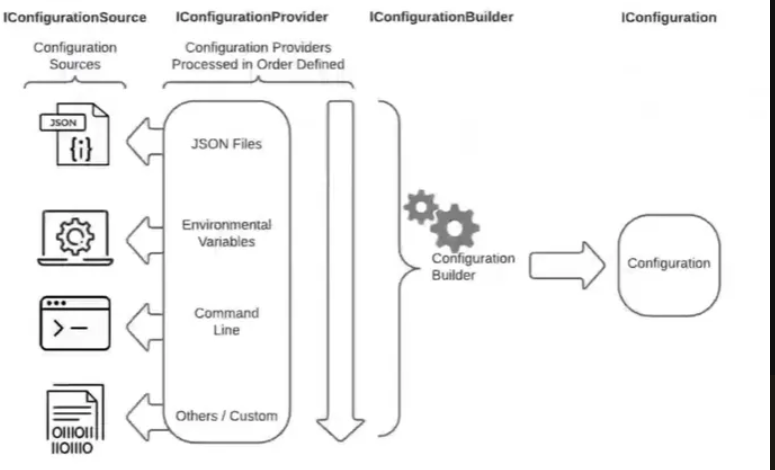 IConfigurationSource
IConfigurationProvider
IConfigurationBuilder
IConfiguration
Configuration
Sources
Configuration Providers
Processed in Order Defined
JSON
{i}
JSON Files
Environmental
Variables
Command
Line
Others / Custom
OIIIOII
IIOIIIO
Configuration
Builder
Configuration